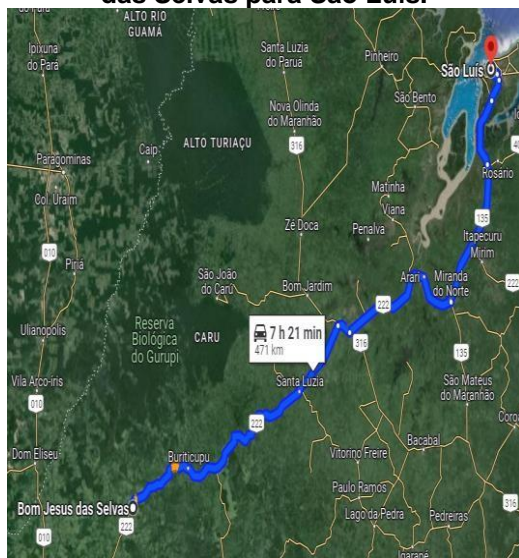 das Selvas para São Luís.
ALTO RIO
GUAMÁ
Ipixuna
do Pará
Santa Luzia
do Paruá
Pinheiro
São Luís
São Bento
Nova Olinda
do Maranhão
316
ALTO TURIAÇU
Paragominas
Caip
Col. Uraim
Rosário
Matinha
Viana
135
010
Zé Doca
Penalva
Itapecuru
Mirim
Piriá
São João
do Carú
Bom Jardim
Arari
Miranda
do Norte
222
222
Ulianopolis
Reserva
Biológica
do Gurupi
CARU
7 h 21 min
471 km
316
135
Vila Arco-iris
Santa Luzia
São Mateus
do Maranhão
010
222
Dom Eliseu
Buriticupu
Vitorino Freire
Bacabal
Paulo Ramos
316
Bom Jesus das Selvas
Lago da Pedra
Pedreiras
222
010